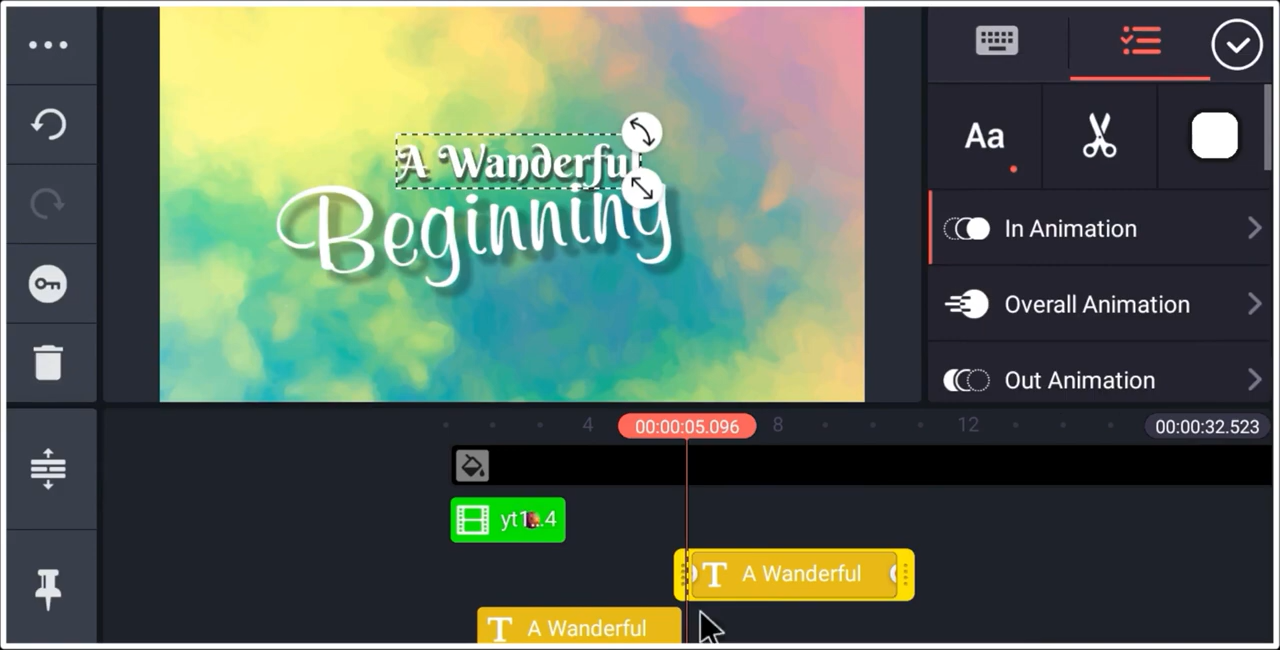 Aa
A Wanderful
Beginning
In Animation
Overall Animation
Out Animation
4
00:00:05.096
8
12
00:00:32.523
yt1..4
T A Wanderful
T A Wanderful